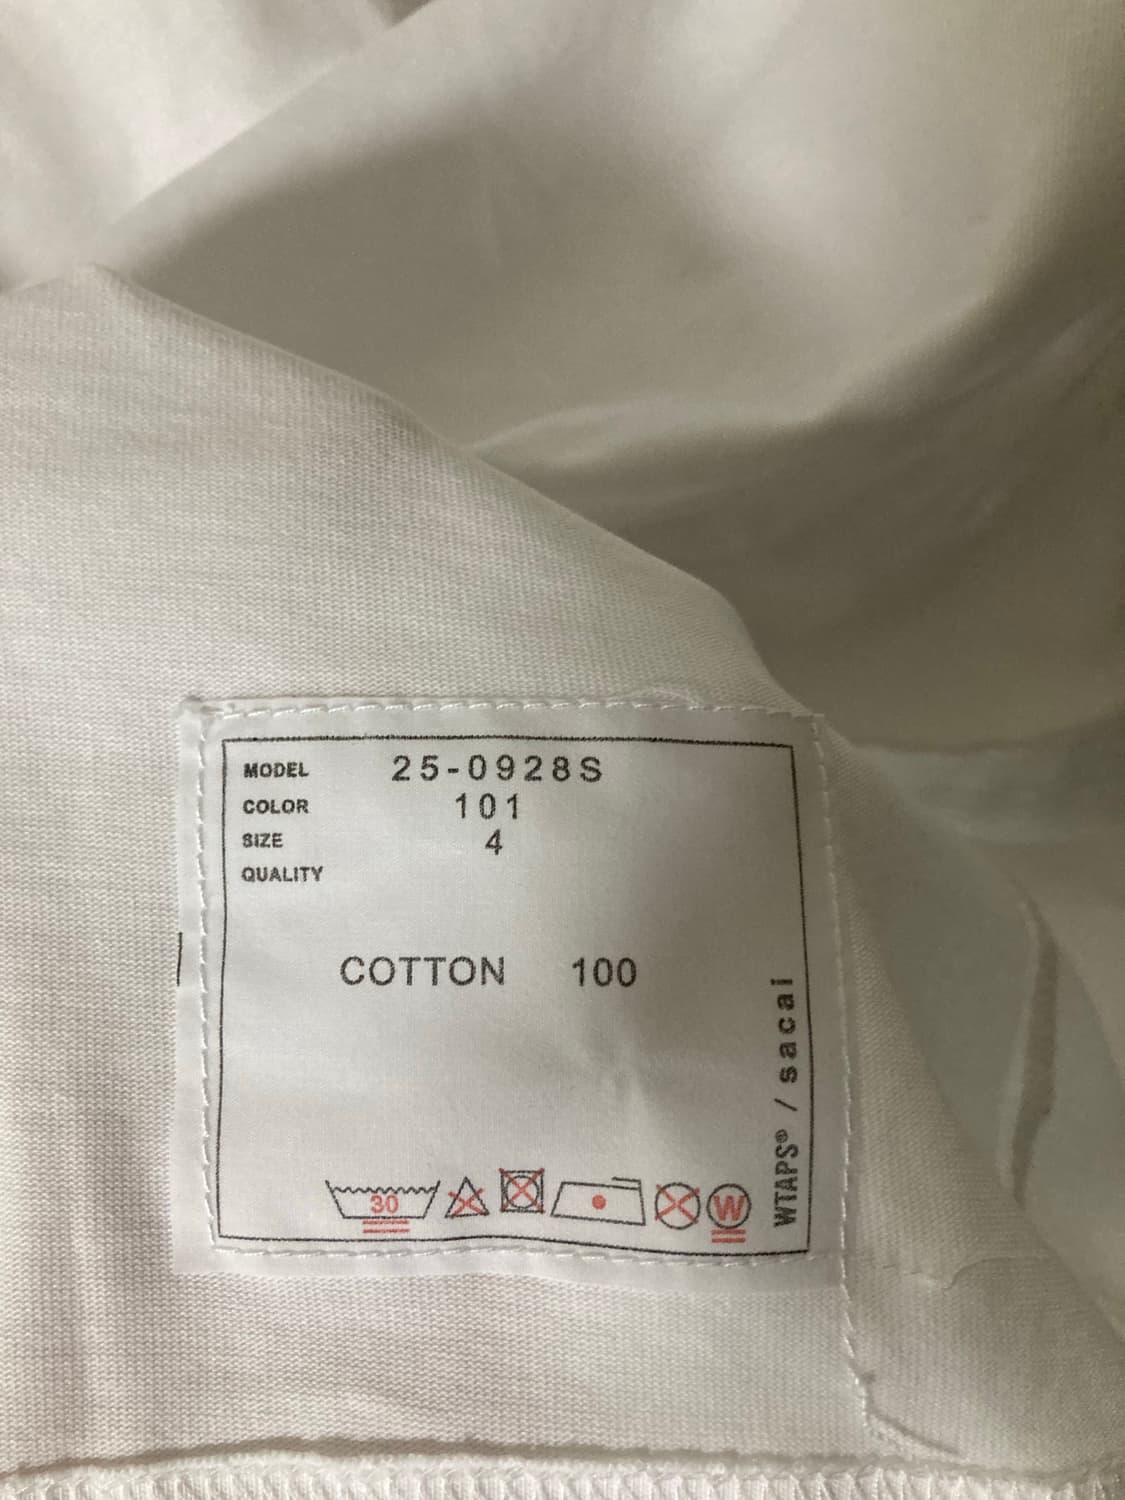 MODEL 25-0928S
COLOR 101
SIZE 4
QUALITY
COTTON 100
30
W
WTAPS® / sacai